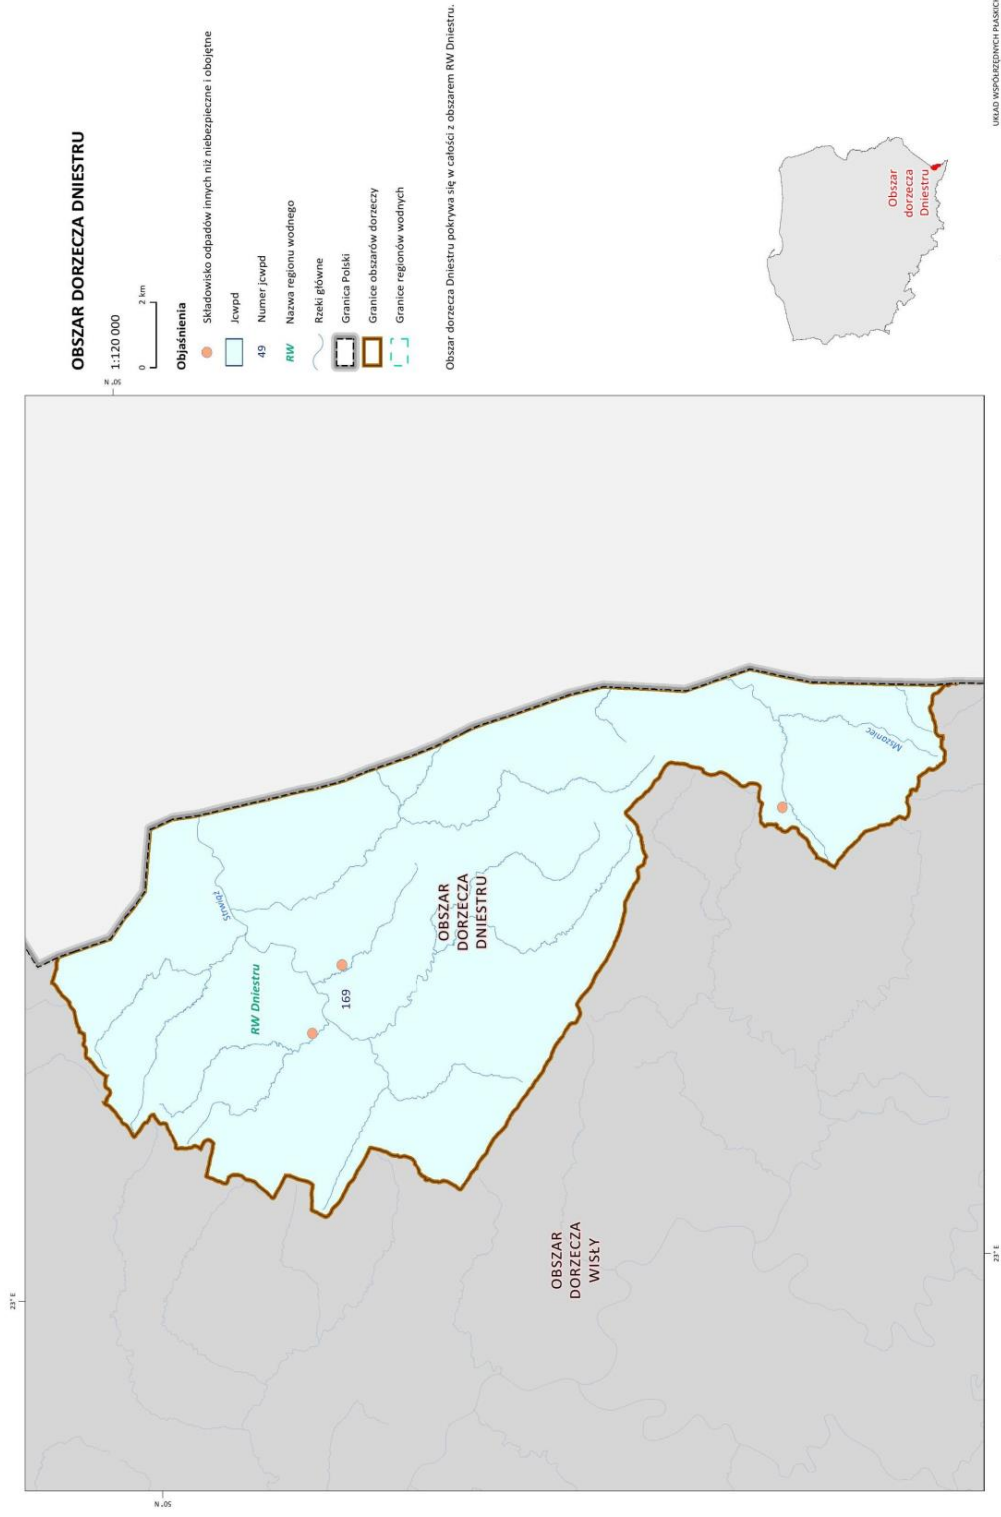 OBSZAR DORZECZA DNIESTRU
1:120 000
0 2 km
Objaśnienia
Składowisko odpadów innych niż niebezpieczne i obojętne
Jcwpd
49 Numer jcwpd
RW Nazwa regionu wodnego
Rzeki główne
Granica Polski
Granice obszarów dorzeczy
Granice regionów wodnych
Obszar dorzecza Dniestru pokrywa się w całości z obszarem RW Dniestru.
Obszar
dorzecza
Dniestru
UKŁAD WSPÓŁRZĘDNYCH PŁASKICH
23° E
50° N
Strwiąż
RW Dniestru
169
OBSZAR
DORZECZA
DNIESTRU
Mszaniec
OBSZAR
DORZECZA
WISŁY
50° N
23° E